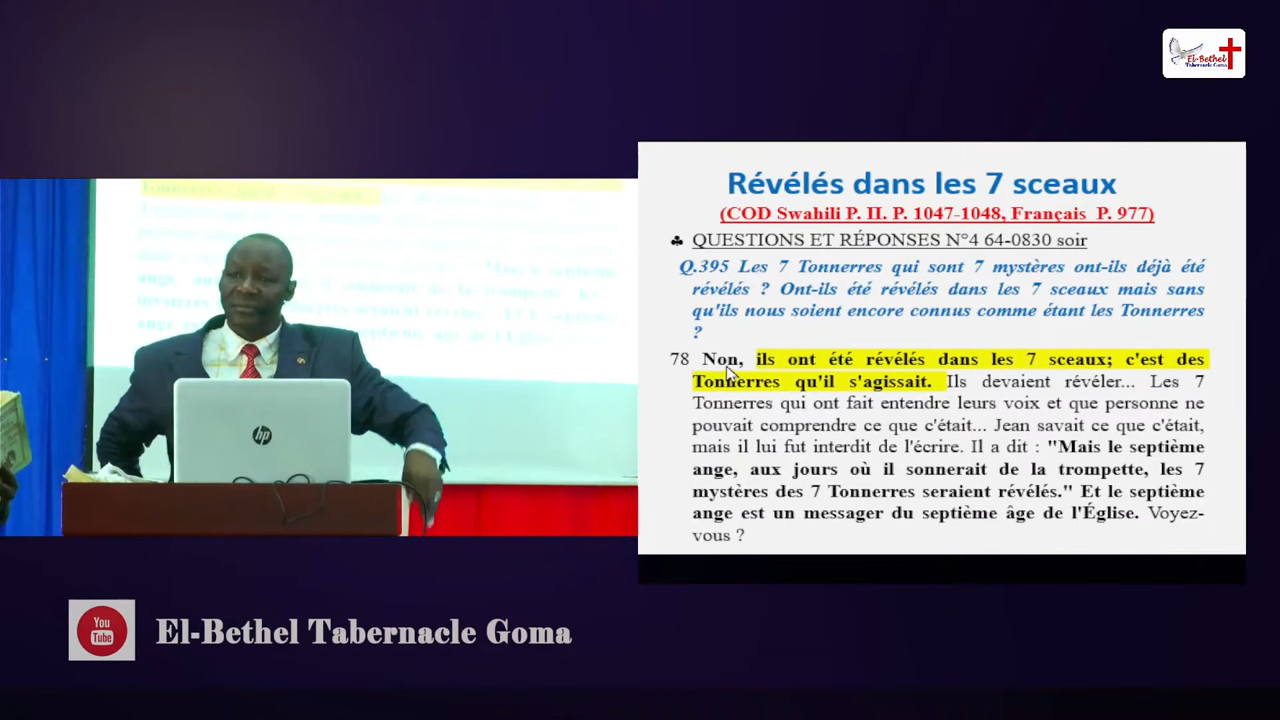 El-Bethel
Tabernacle Goma
Révélés dans les 7 sceaux
(COD Swahili P. II. P. 1047-1048, Français P. 977)
♣ QUESTIONS ET RÉPONSES N°4 64-0830 soir
Q.395 Les 7 Tonnerres qui sont 7 mystères ont-ils déjà été
révélés ? Ont-ils été révélés dans les 7 sceaux mais sans
qu'ils nous soient encore connus comme étant les Tonnerres
?
78 Non, ils ont été révélés dans les 7 sceaux; c'est des
Tonnerres qu'il s'agissait. Ils devaient révéler... Les 7
Tonnerres qui ont fait entendre leurs voix et que personne ne
pouvait comprendre ce que c'était... Jean savait ce que c'était,
mais il lui fut interdit de l'écrire. Il a dit : "Mais le septième
ange, aux jours où il sonnerait de la trompette, les 7
mystères des 7 Tonnerres seraient révélés." Et le septième
ange est un messager du septième âge de l'Église. Voyez-
vous ?
hp
You
Tube
El-Bethel Tabernacle Goma